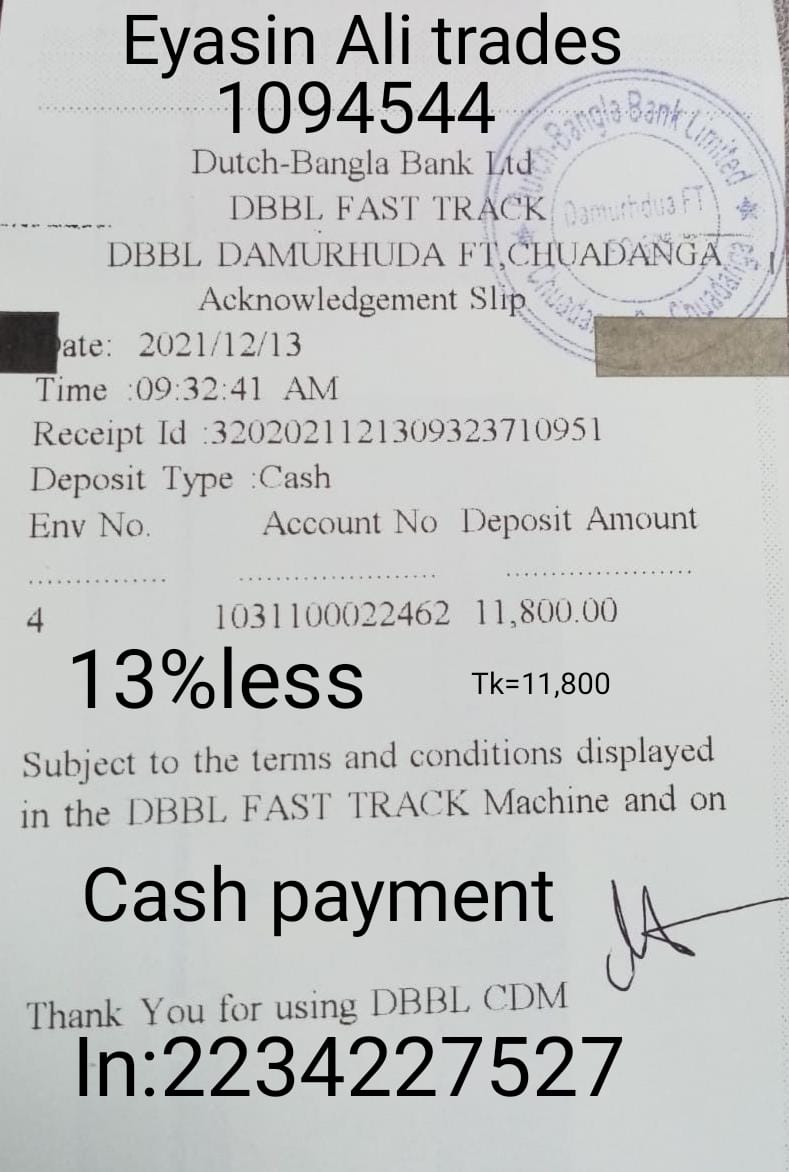 Eyasin Ali trades
1094544
Dutch-Bangla Bank Ltd
DBBL FAST TRACK
DBBL DAMURHUDA FT,CHUADANGA
Acknowledgement Slip
Dutch-Bangla Bank Limited
Damurhdua FT
Chuadanga
ate: 2021/12/13
Time :09:32:41 AM
Receipt Id :3202021121309323710951
Deposit Type :Cash
Env No. Account No Deposit Amount
4 1031100022462 11,800.00
13%less Tk=11,800
Subject to the terms and conditions displayed
in the DBBL FAST TRACK Machine and on
Cash payment
Thank You for using DBBL CDM
In:2234227527